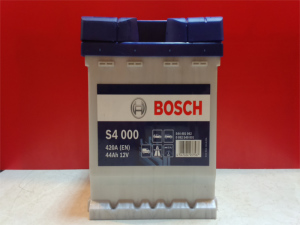 BOSCH
S4 000
420A (EN)
44Ah 12V